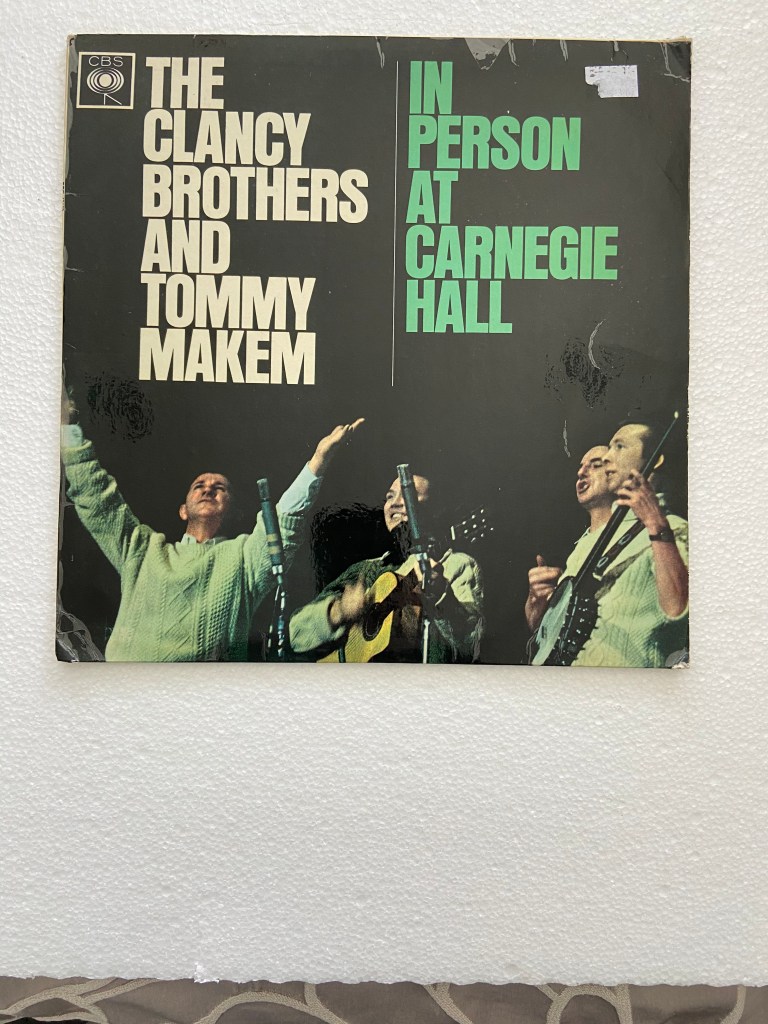 CBS
THE
CLANCY
BROTHERS
AND
TOMMY
MAKEM
IN
PERSON
AT
CARNEGIE
HALL